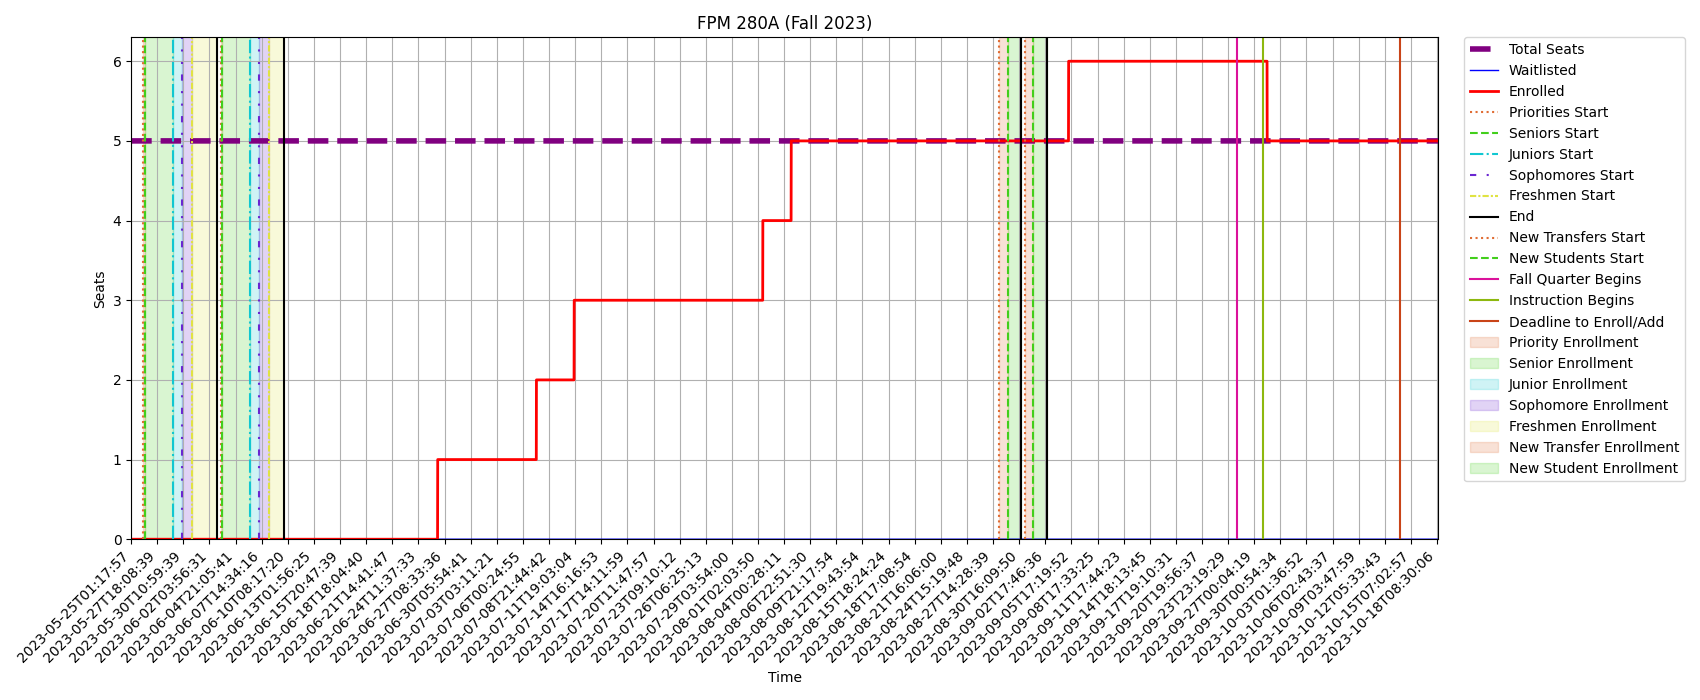 FPM 280A (Fall 2023)
Seats
6
5
4
3
2
1
0
2023-05-25T01:17:57
2023-05-27T18:08:39
2023-05-30T10:59:39
2023-06-02T03:56:31
2023-06-04T21:05:41
2023-06-07T14:34:16
2023-06-10T08:17:20
2023-06-13T01:56:25
2023-06-15T20:47:39
2023-06-18T18:04:40
2023-06-21T14:41:47
2023-06-24T11:37:33
2023-06-27T08:33:36
2023-06-30T05:54:41
2023-07-03T03:11:21
2023-07-06T00:24:55
2023-07-08T21:44:42
2023-07-11T19:03:04
2023-07-14T16:16:53
2023-07-17T14:11:59
2023-07-20T11:47:57
2023-07-23T09:10:12
2023-07-26T06:25:13
2023-07-29T03:54:00
2023-08-01T02:03:50
2023-08-04T00:28:11
2023-08-06T22:51:30
2023-08-09T21:17:54
2023-08-12T19:43:54
2023-08-15T18:24:24
2023-08-18T17:08:54
2023-08-21T16:06:00
2023-08-24T15:19:48
2023-08-27T14:28:39
2023-08-30T16:09:50
2023-09-02T17:46:36
2023-09-05T17:19:52
2023-09-08T17:33:25
2023-09-11T17:44:23
2023-09-14T18:13:45
2023-09-17T19:10:31
2023-09-20T19:56:37
2023-09-23T23:19:29
2023-09-27T00:04:19
2023-09-30T00:54:34
2023-10-03T01:36:52
2023-10-06T02:43:37
2023-10-09T03:47:59
2023-10-12T05:33:43
2023-10-15T07:02:57
2023-10-18T08:30:06
Time
Total Seats
Waitlisted
Enrolled
Priorities Start
Seniors Start
Juniors Start
Sophomores Start
Freshmen Start
End
New Transfers Start
New Students Start
Fall Quarter Begins
Instruction Begins
Deadline to Enroll/Add
Priority Enrollment
Senior Enrollment
Junior Enrollment
Sophomore Enrollment
Freshmen Enrollment
New Transfer Enrollment
New Student Enrollment